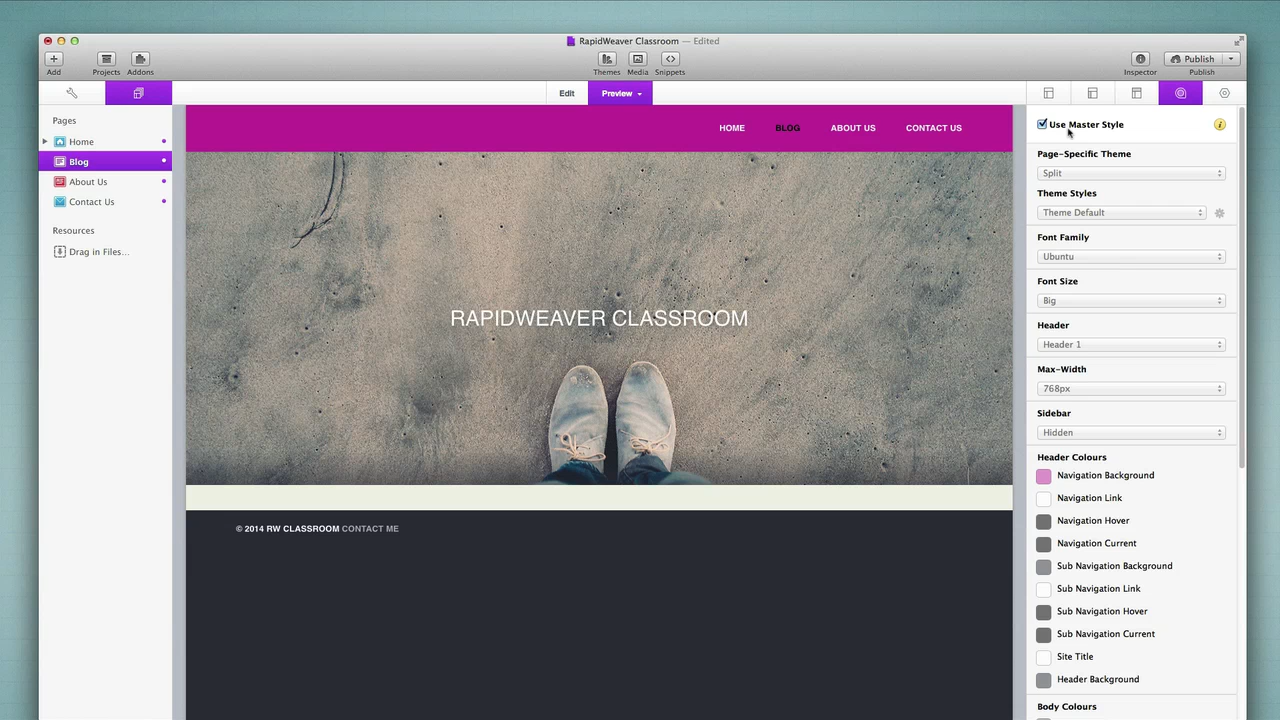 RapidWeaver Classroom — Edited
Add Projects Addons Themes Media Snippets Inspector Publish Publish
Edit Preview
Pages
Home
Blog
About Us
Contact Us
Resources
Drag in Files...
HOME BLOG ABOUT US CONTACT US
RAPIDWEAVER CLASSROOM
© 2014 RW CLASSROOM CONTACT ME
Use Master Style
Page-Specific Theme
Split
Theme Styles
Theme Default
Font Family
Ubuntu
Font Size
Big
Header
Header 1
Max-Width
768px
Sidebar
Hidden
Header Colours
Navigation Background
Navigation Link
Navigation Hover
Navigation Current
Sub Navigation Background
Sub Navigation Link
Sub Navigation Hover
Sub Navigation Current
Site Title
Header Background
Body Colours